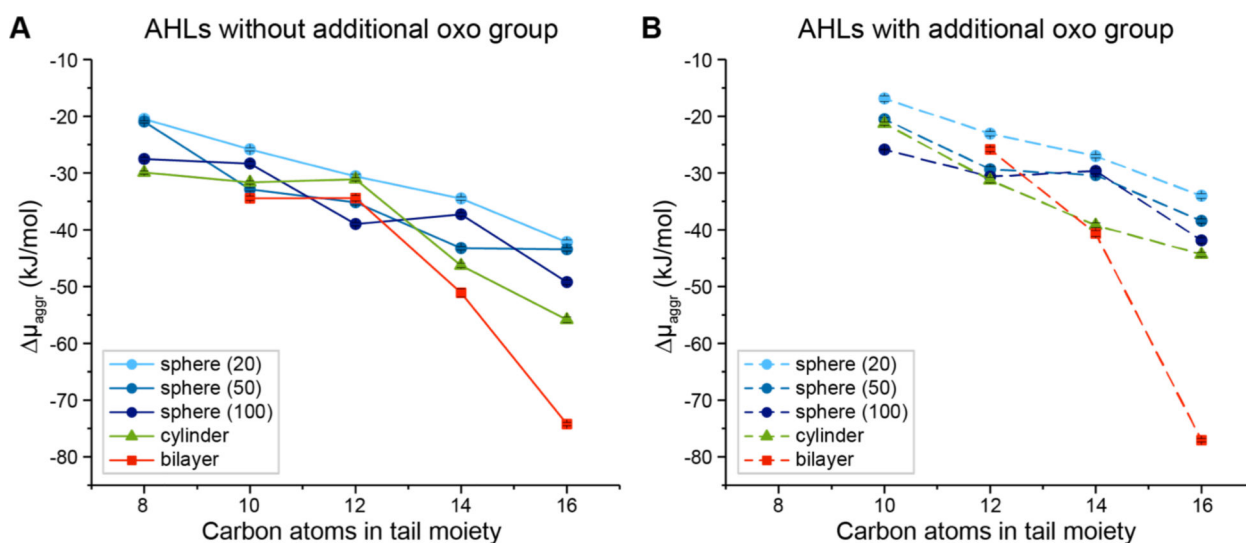 A
AHLs without additional oxo group
-10
-20
-30
-40
-50
-60
-70
-80
Δμaggr (kJ/mol)
sphere (20)
sphere (50)
sphere (100)
cylinder
bilayer
8 10 12 14 16
Carbon atoms in tail moiety
B
AHLs with additional oxo group
-10
-20
-30
-40
-50
-60
-70
-80
Δμaggr (kJ/mol)
sphere (20)
sphere (50)
sphere (100)
cylinder
bilayer
8 10 12 14 16
Carbon atoms in tail moiety